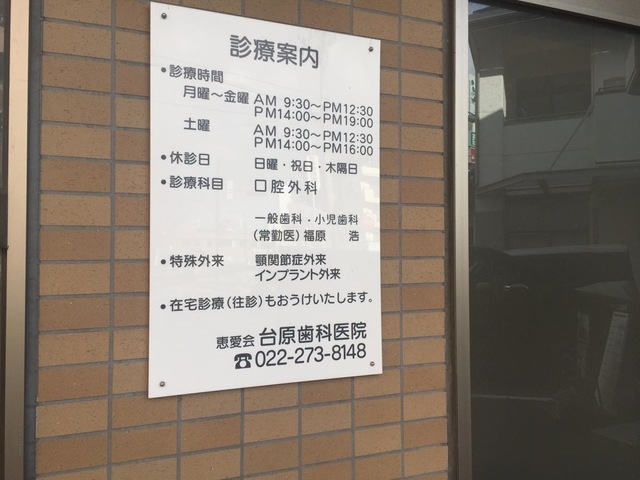 診療案内
・診療時間
月曜〜金曜 AM 9:30〜PM12:30
PM14:00〜PM19:00
土曜 AM 9:30〜PM12:30
PM14:00〜PM16:00
・休診日 日曜・祝日・木隔日
・診療科目 口腔外科
一般歯科・小児歯科
(常勤医)福原 浩
・特殊外来 顎関節症外来
インプラント外来
・在宅診療(往診)もおうけいたします。
恵愛会 台原歯科医院
☎022-273-8148